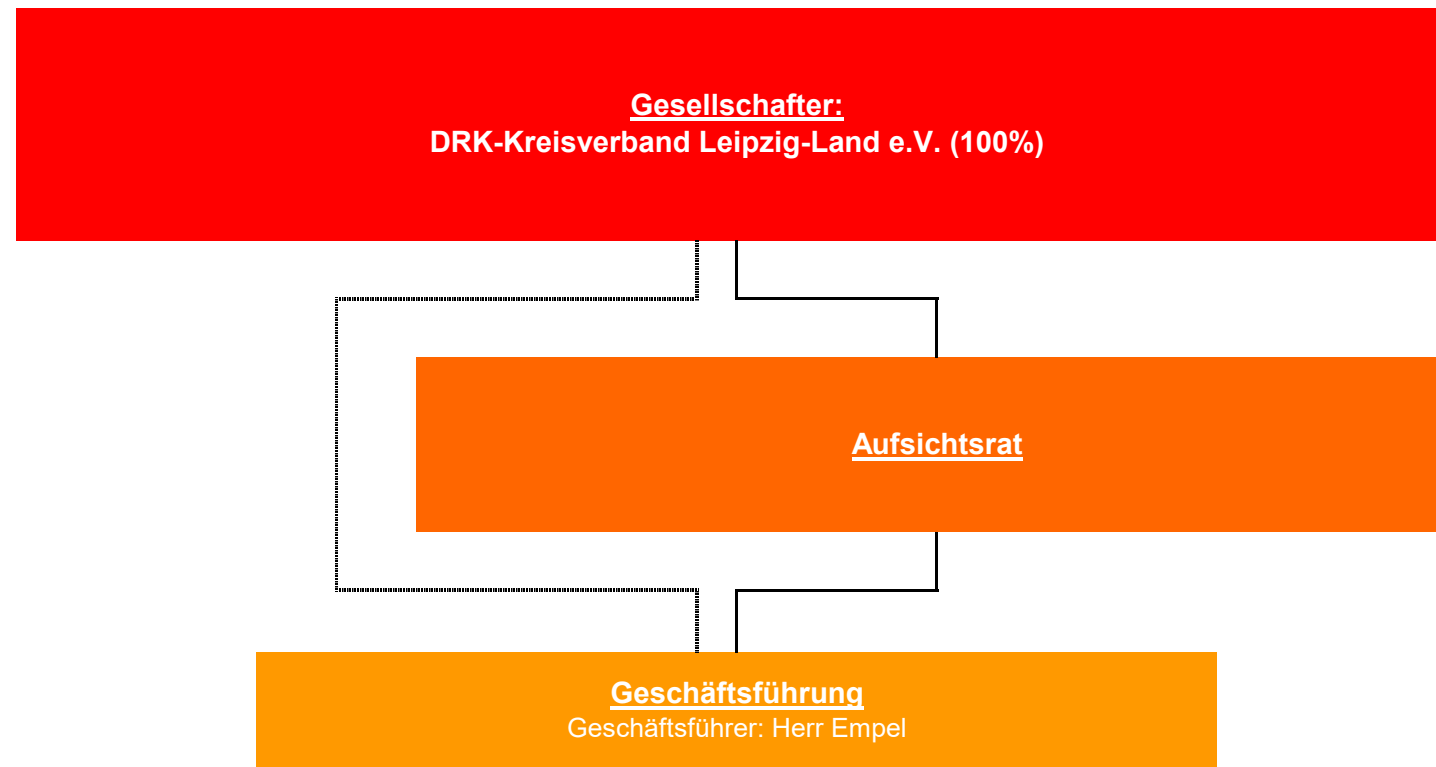 Gesellschafter:
DRK-Kreisverband Leipzig-Land e.V. (100%)
Aufsichtsrat
Geschäftsführung
Geschäftsführer: Herr Empel